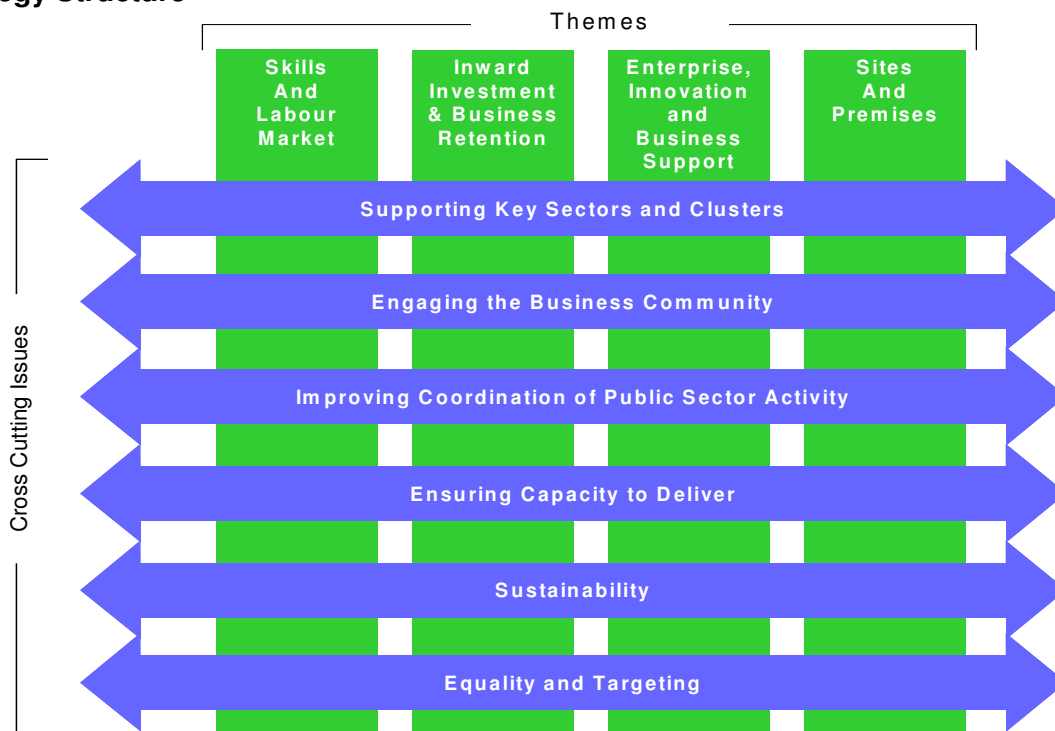 Structure
Themes
Skills
And
Labour
Market
Inward
Investment
& Business
Retention
Enterprise,
Innovation
and
Business
Support
Sites
And
Premises
Cross Cutting Issues
Supporting Key Sectors and Clusters
Engaging the Business Community
Improving Coordination of Public Sector Activity
Ensuring Capacity to Deliver
Sustainability
Equality and Targeting